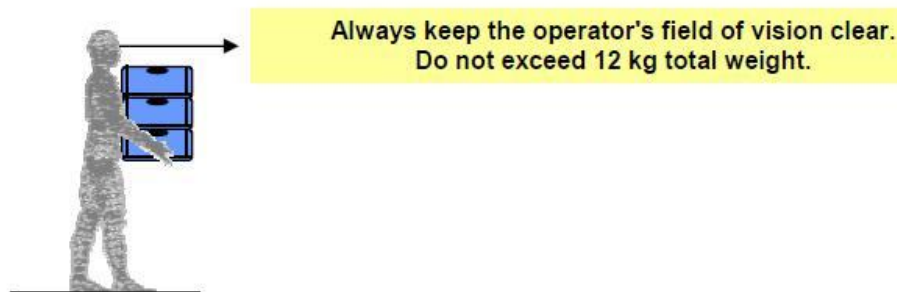 Always keep the operator's field of vision clear.
Do not exceed 12 kg total weight.